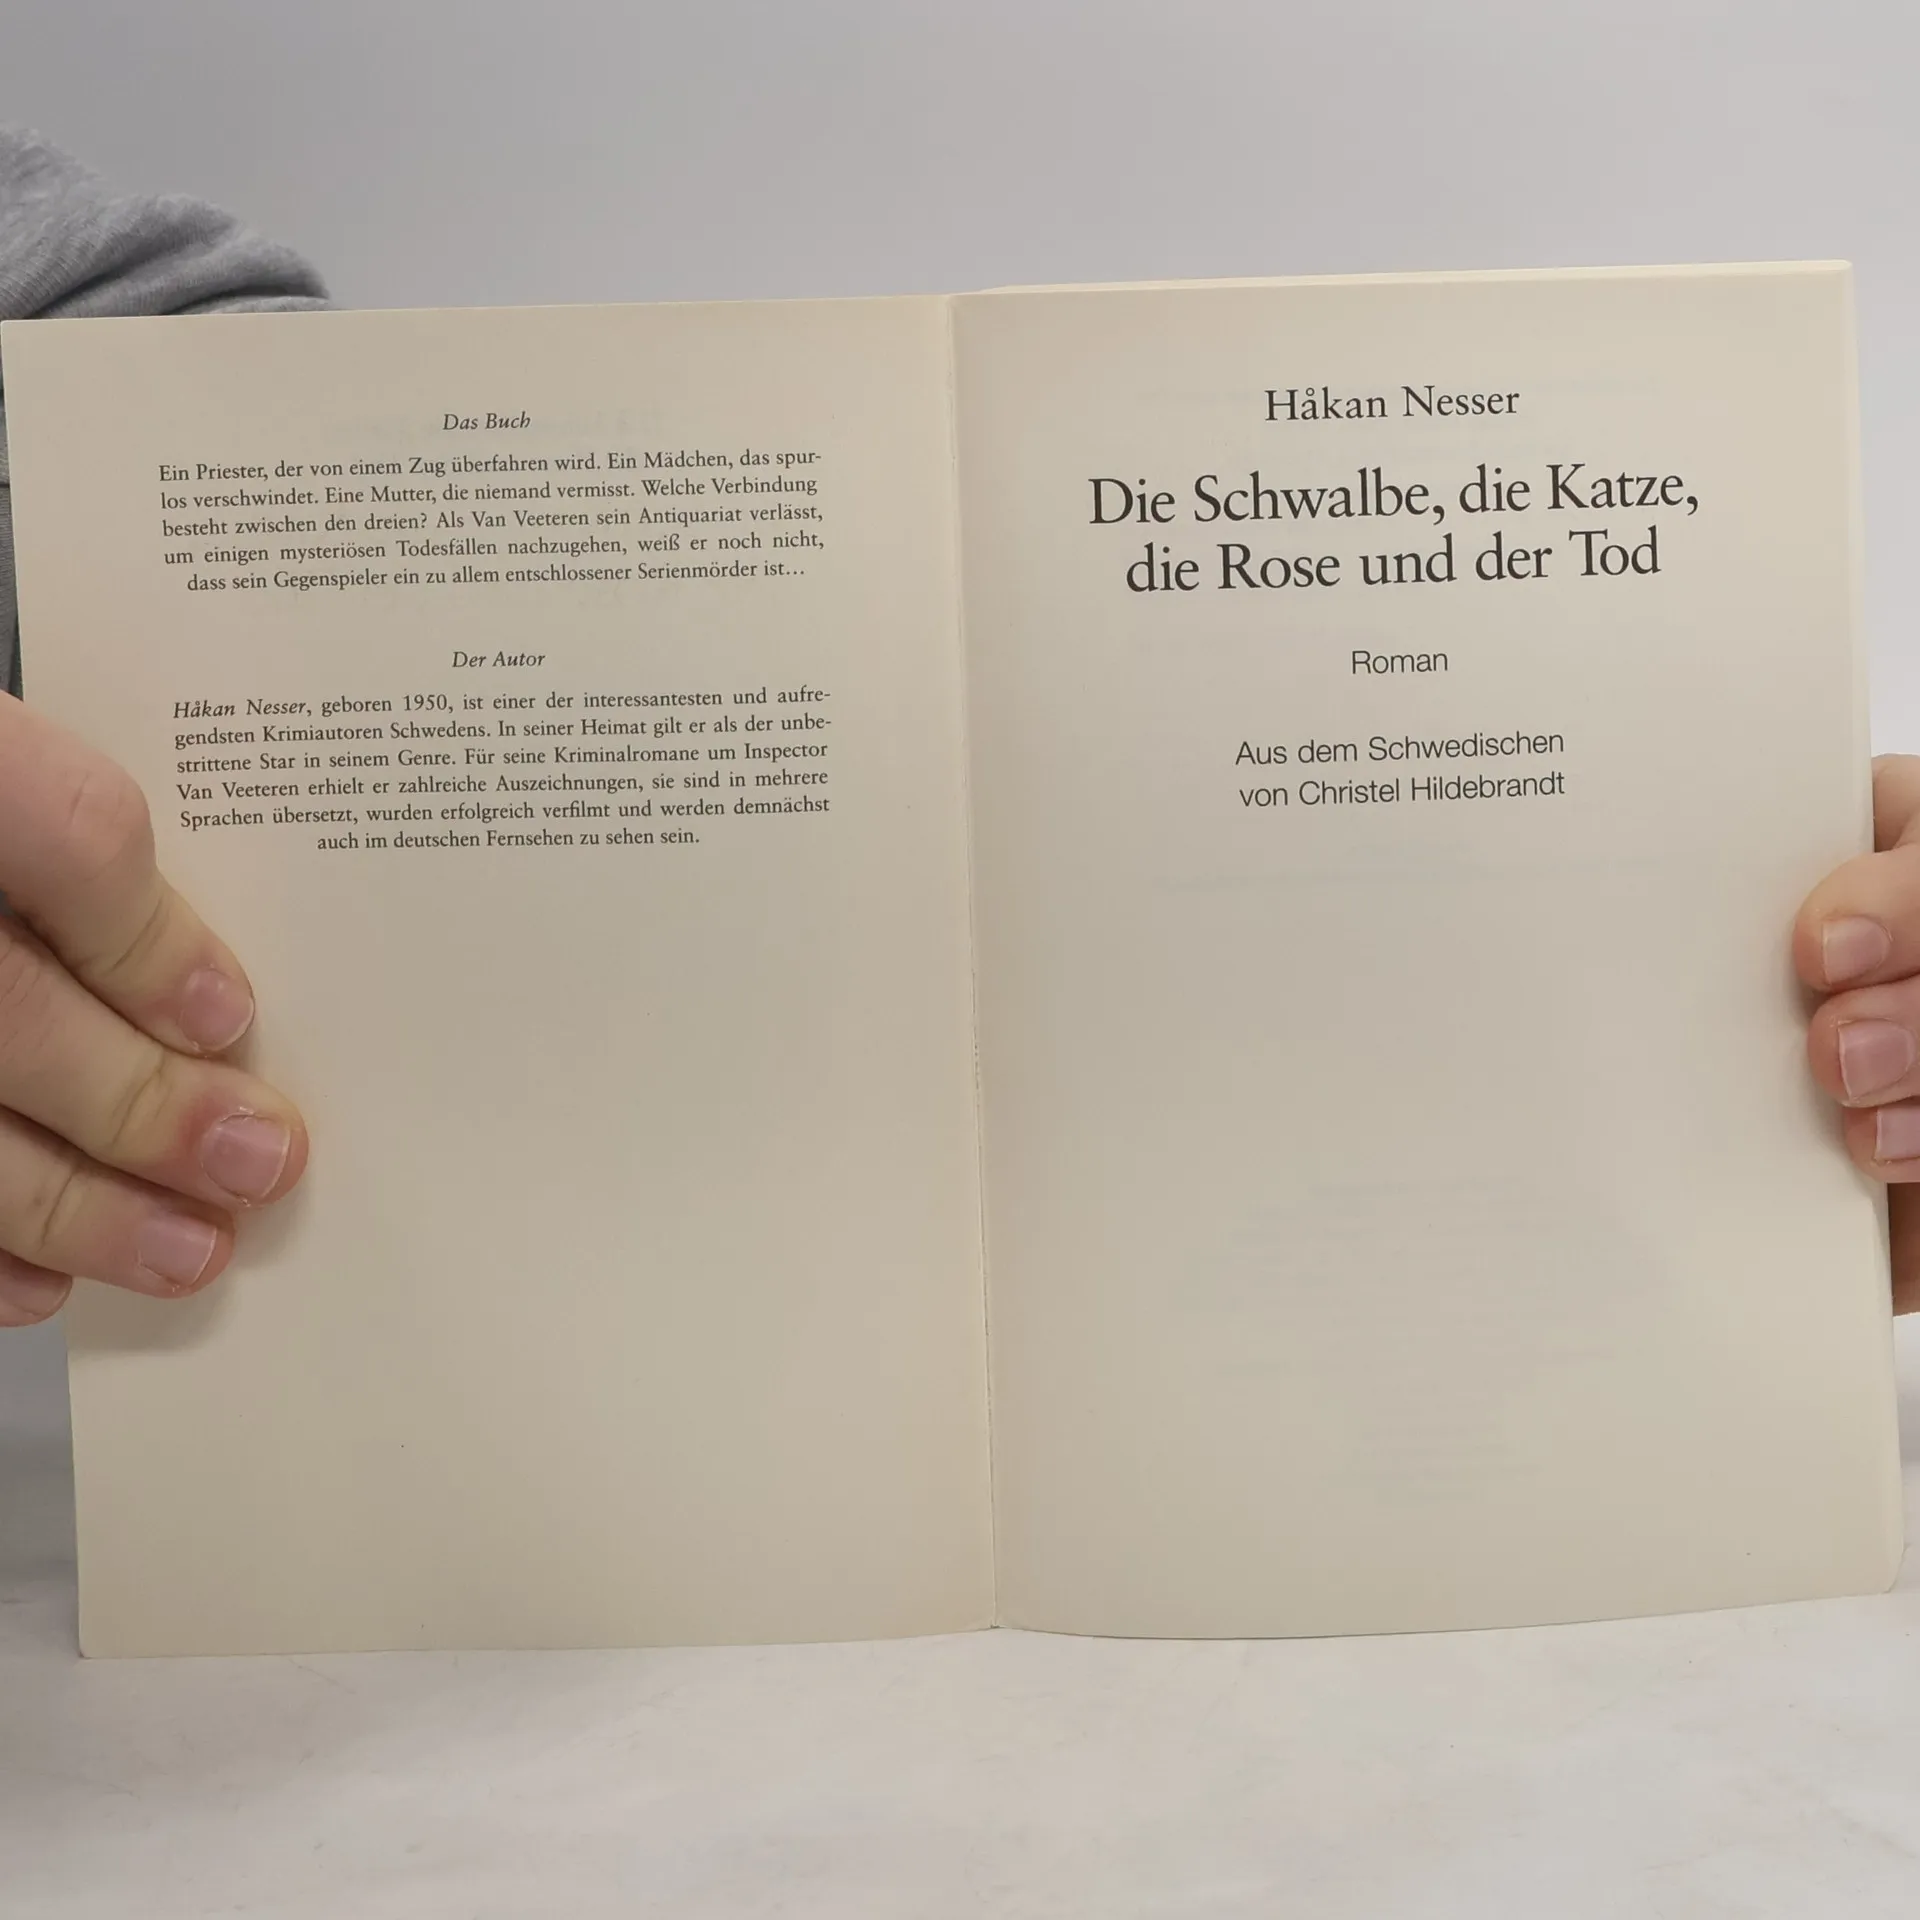 Das Buch
Ein Priester, der von einem Zug überfahren wird. Ein Mädchen, das spur-
los verschwindet. Eine Mutter, die niemand vermisst. Welche Verbindung
besteht zwischen den dreien? Als Van Veeteren sein Antiquariat verlässt,
um einigen mysteriösen Todesfällen nachzugehen, weiß er noch nicht,
dass sein Gegenspieler ein zu allem entschlossener Serienmörder ist...
Der Autor
Håkan Nesser, geboren 1950, ist einer der interessantesten und aufre-
gendsten Krimiautoren Schwedens. In seiner Heimat gilt er als der unbe-
strittene Star in seinem Genre. Für seine Kriminalromane um Inspector
Van Veeteren erhielt er zahlreiche Auszeichnungen, sie sind in mehrere
Sprachen übersetzt, wurden erfolgreich verfilmt und werden demnächst
auch im deutschen Fernsehen zu sehen sein.
Håkan Nesser
Die Schwalbe, die Katze,
die Rose und der Tod
Roman
Aus dem Schwedischen
von Christel Hildebrandt